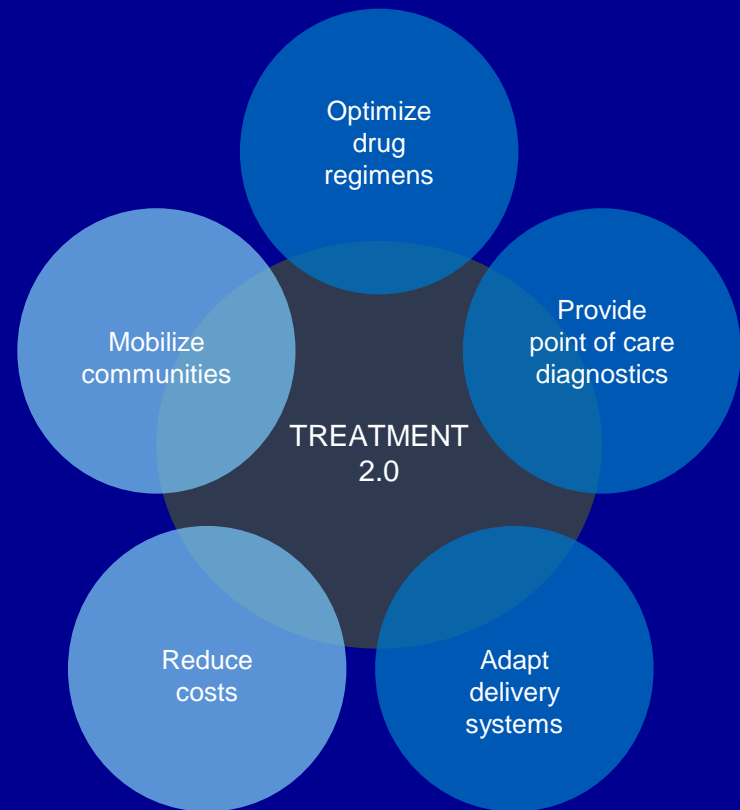 Optimize
drug
regimens
Provide
point of care
diagnostics
Adapt
delivery
systems
Reduce
costs
Mobilize
communities
TREATMENT
2.0